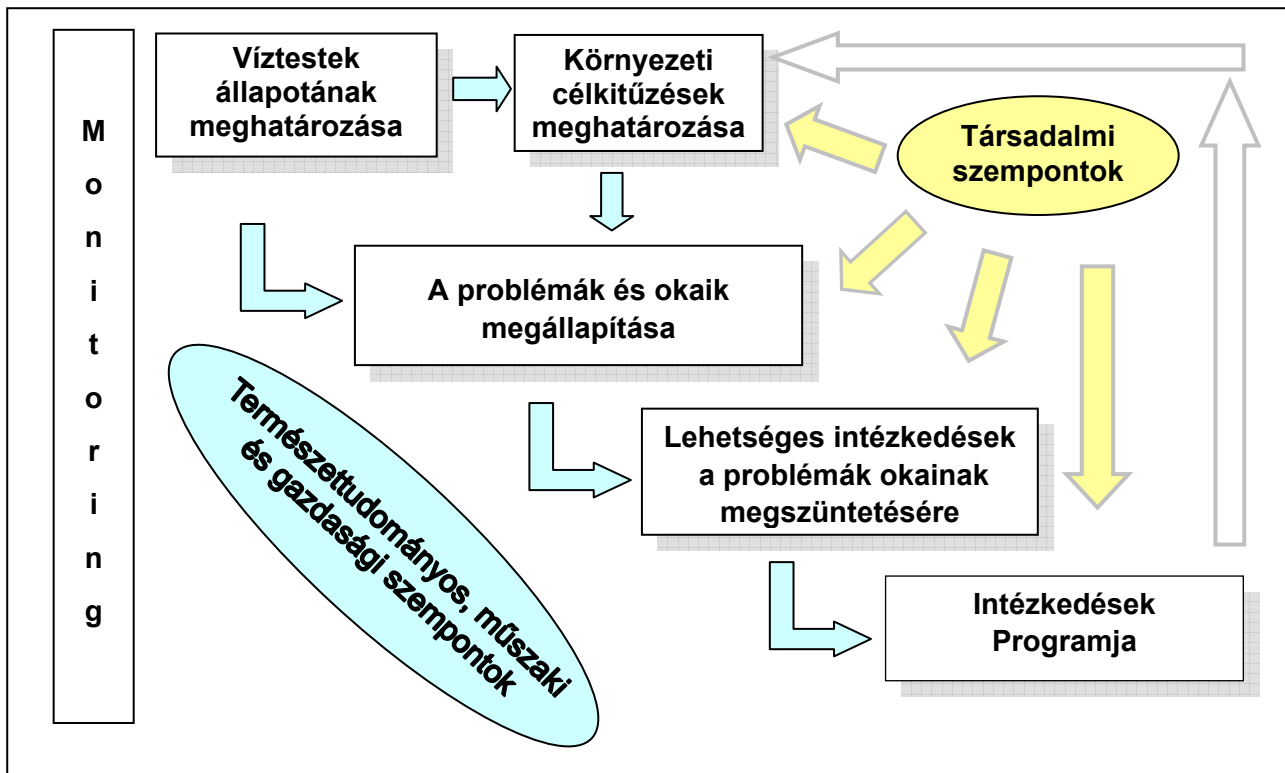 Monitoring
Víztestek
állapotának
meghatározása
Környezeti
célkitűzések
meghatározása
Társadalmi
szempontok
A problémák és okaik
megállapítása
Természettudományos, műszaki
és gazdasági szempontok
Lehetséges intézkedések
a problémák okainak
megszüntetésére
Intézkedések
Programja